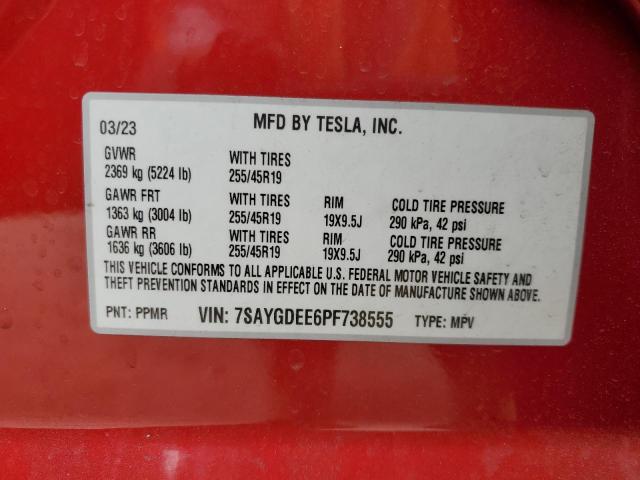 03/23 MFD BY TESLA, INC.
GVWR WITH TIRES
2369 kg (5224 lb) 255/45R19
GAWR FRT WITH TIRES RIM COLD TIRE PRESSURE
1363 kg (3004 lb) 255/45R19 19X9.5J 290 kPa, 42 psi
GAWR RR WITH TIRES RIM COLD TIRE PRESSURE
1636 kg (3606 lb) 255/45R19 19X9.5J 290 kPa, 42 psi
THIS VEHICLE CONFORMS TO ALL APPLICABLE U.S. FEDERAL MOTOR VEHICLE SAFETY AND
THEFT PREVENTION STANDARDS IN EFFECT ON THE DATE OF MANUFACTURE SHOWN ABOVE.
PNT: PPMR VIN: 7SAYGDEE6PF738555 TYPE: MPV